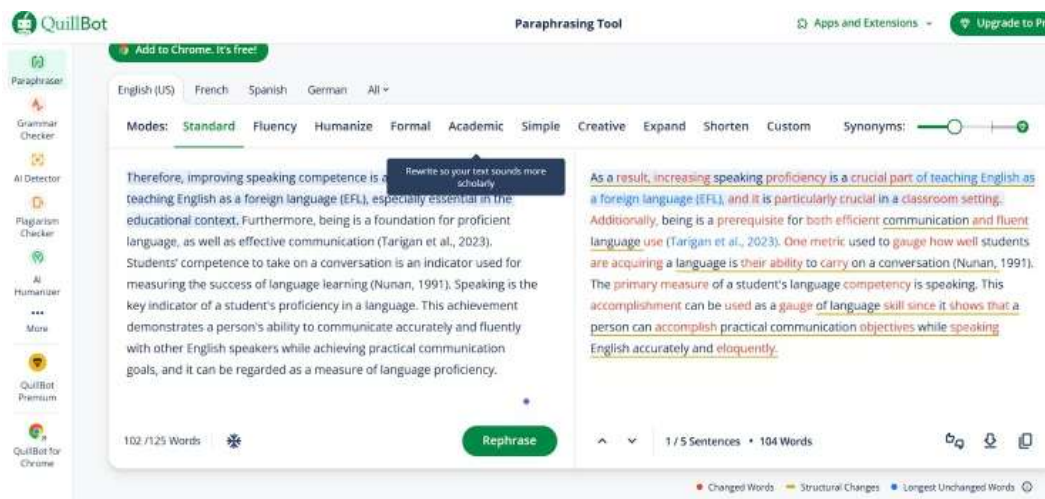 QuillBot
Paraphrasing Tool
Apps and Extensions
Upgrade to Pr
Add to Chrome. It's free!
Paraphraser
Grammar
Checker
AI Detector
Plagiarism
Checker
AI
Humanizer
More
QuillBot
Premium
QuillBot for
Chrome
English (US) French Spanish German All
Modes: Standard Fluency Humanize Formal Academic Simple Creative Expand Shorten Custom Synonyms:
Rewrite so your text sounds more
scholarly
Therefore, improving speaking competence is a
teaching English as a foreign language (EFL), especially essential in the
educational context. Furthermore, being is a foundation for proficient
language, as well as effective communication (Tarigan et al., 2023).
Students' competence to take on a conversation is an indicator used for
measuring the success of language learning (Nunan, 1991). Speaking is the
key indicator of a student's proficiency in a language. This achievement
demonstrates a person's ability to communicate accurately and fluently
with other English speakers while achieving practical communication
goals, and it can be regarded as a measure of language proficiency.
102 /125 Words
Rephrase
As a result, increasing speaking proficiency is a crucial part of teaching English as
a foreign language (EFL), and it is particularly crucial in a classroom setting.
Additionally, being is a prerequisite for both efficient communication and fluent
language use (Tarigan et al., 2023). One metric used to gauge how well students
are acquiring a language is their ability to carry on a conversation (Nunan, 1991).
The primary measure of a student's language competency is speaking. This
accomplishment can be used as a gauge of language skill since it shows that a
person can accomplish practical communication objectives while speaking
English accurately and eloquently.
1 / 5 Sentences • 104 Words
Changed Words Structural Changes Longest Unchanged Words